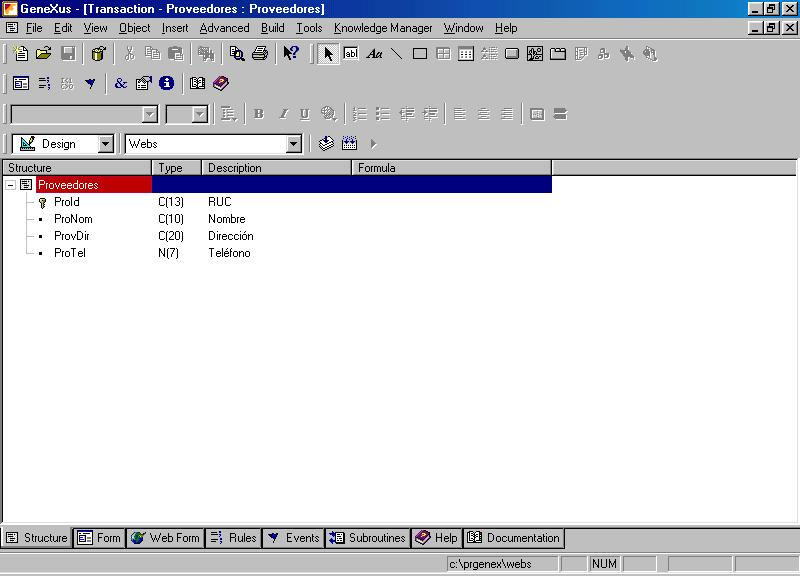 GeneXus - [Transaction - Proveedores : Proveedores]
File Edit View Object Insert Advanced Build Tools Knowledge Manager Window Help
Design Webs
Structure Type Description Formula
Proveedores
ProId C(13) RUC
ProNom C(10) Nombre
ProvDir C(20) Dirección
ProTel N(7) Teléfono
Structure Form Web Form Rules Events Subroutines Help Documentation
c:\prgenex\webs NUM